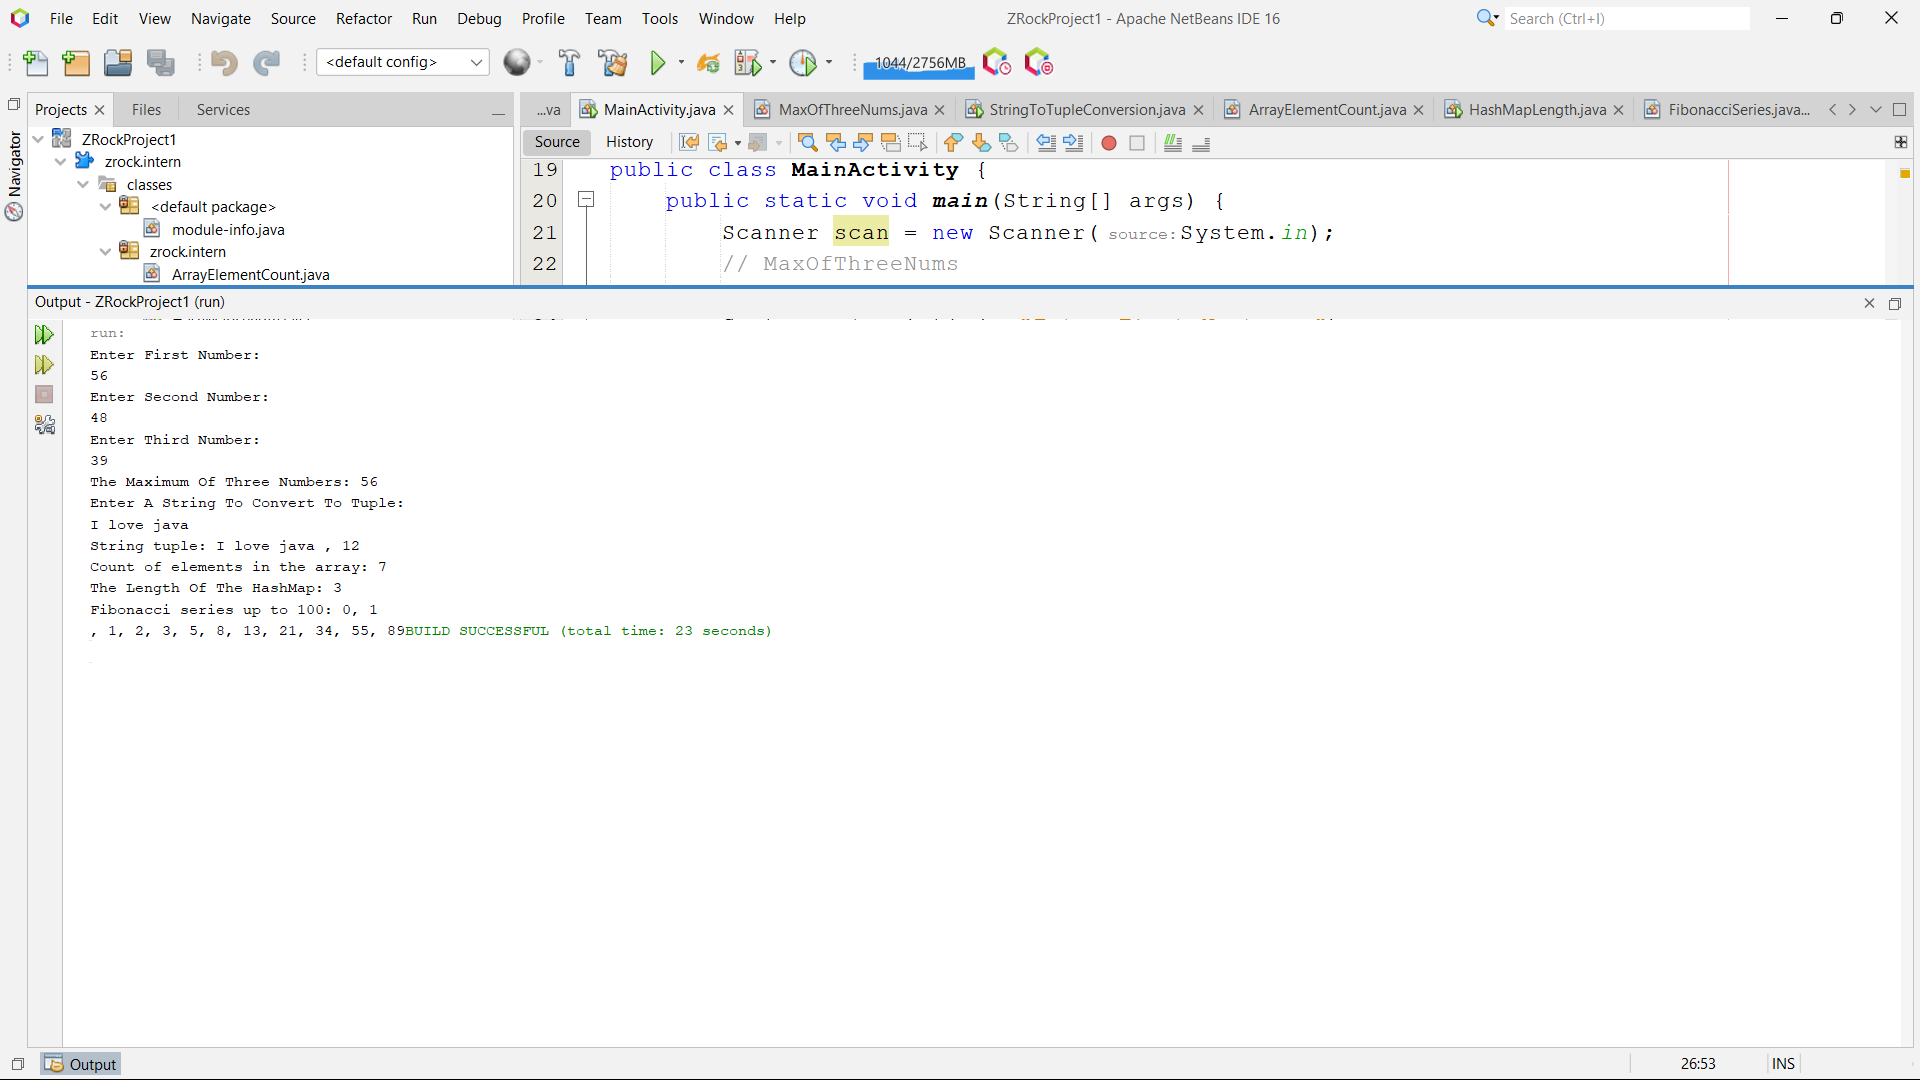 File Edit View Navigate Source Refactor Run Debug Profile Team Tools Window Help
ZRockProject1 - Apache NetBeans IDE 16
Search (Ctrl+I)
<default config>
1044/2756MB
Projects Files Services
...va MainActivity.java MaxOfThreeNums.java StringToTupleConversion.java ArrayElementCount.java HashMapLength.java FibonacciSeries.java...
Navigator
ZRockProject1
zrock.intern
classes
<default package>
module-info.java
zrock.intern
ArrayElementCount.java
Source History
19 public class MainActivity {
20 public static void main(String[] args) {
21 Scanner scan = new Scanner( source: System.in);
22 // MaxOfThreeNums
Output - ZRockProject1 (run)
run:
Enter First Number:
56
Enter Second Number:
48
Enter Third Number:
39
The Maximum Of Three Numbers: 56
Enter A String To Convert To Tuple:
I love java
String tuple: I love java , 12
Count of elements in the array: 7
The Length Of The HashMap: 3
Fibonacci series up to 100: 0, 1
, 1, 2, 3, 5, 8, 13, 21, 34, 55, 89BUILD SUCCESSFUL (total time: 23 seconds)
Output
26:53 INS